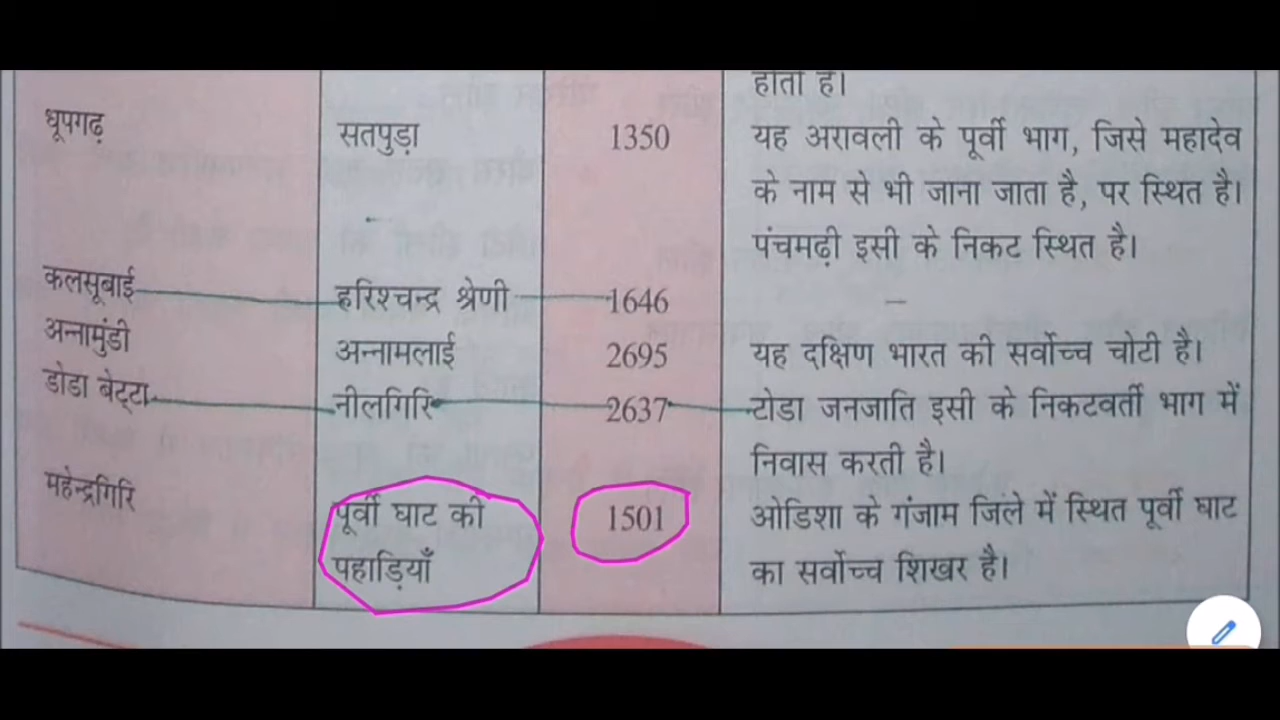 होता है।
धूपगढ़ सतपुड़ा 1350 यह अरावली के पूर्वी भाग, जिसे महादेव
के नाम से भी जाना जाता है, पर स्थित है।
पंचमढ़ी इसी के निकट स्थित है।
कलसूबाई हरिश्चन्द्र श्रेणी 1646 –
अन्नामुंडी अन्नामलाई 2695 यह दक्षिण भारत की सर्वोच्च चोटी है।
डोडा बेट्टा नीलगिरि 2637 टोडा जनजाति इसी के निकटवर्ती भाग में
निवास करती है।
महेन्द्रगिरि पूर्वी घाट की 1501 ओडिशा के गंजाम जिले में स्थित पूर्वी घाट
पहाड़ियाँ का सर्वोच्च शिखर है।